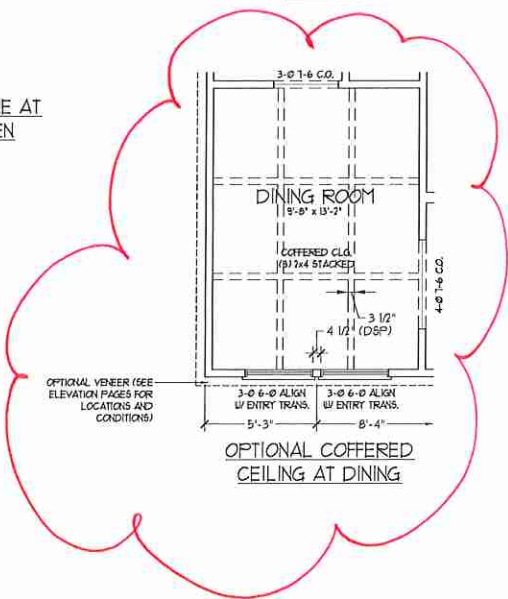 E AT
EN
3-0 7-6 C.O.
DINING ROOM
9'-8" x 13'-2"
COFFERED CLG.
(3) 2x4 STACKED
4-0 7-6 C.O.
3 1/2"
(DSP)
4 1/2"
OPTIONAL VENEER (SEE
ELEVATION PAGES FOR
LOCATIONS AND
CONDITIONS)
3-0 6-0 ALIGN
W/ ENTRY TRANS.
3-0 6-0 ALIGN
W/ ENTRY TRANS.
5'-3"
8'-4"
OPTIONAL COFFERED
CEILING AT DINING